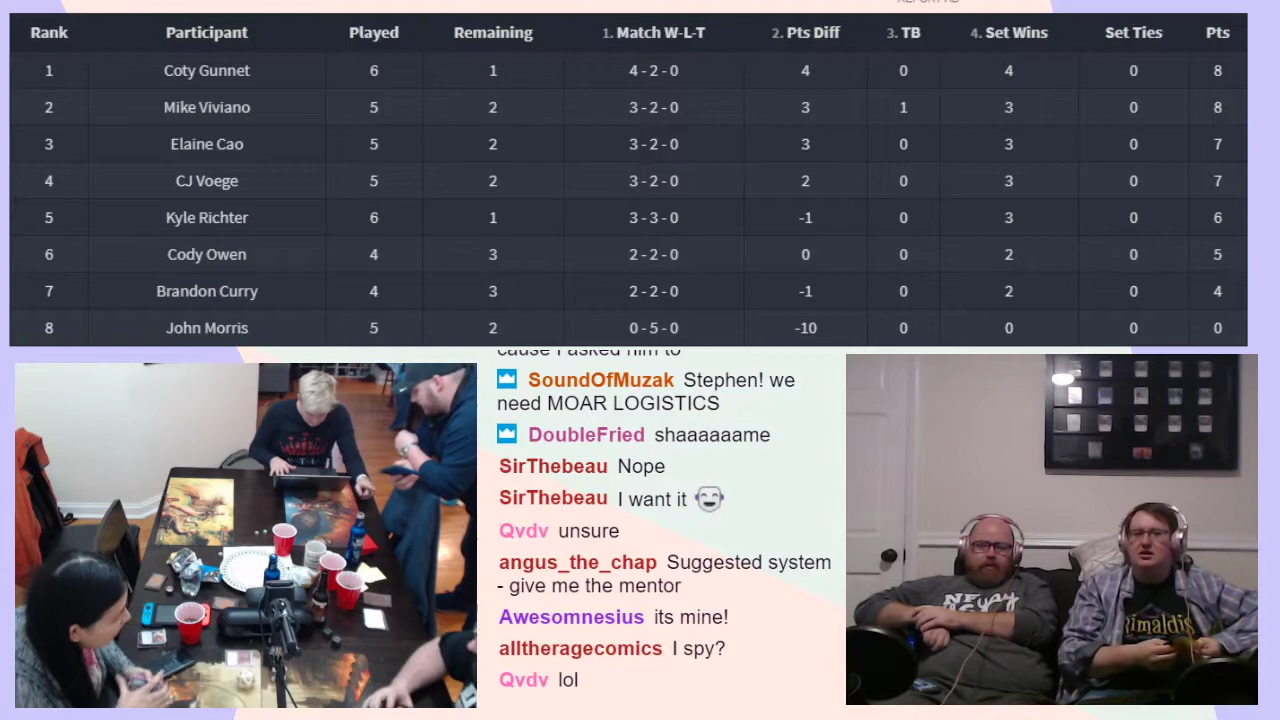 Rank Participant Played Remaining 1. Match W-L-T 2. Pts Diff 3. TB 4. Set Wins Set Ties Pts
1 Coty Gunnet 6 1 4 - 2 - 0 4 0 4 0 8
2 Mike Viviano 5 2 3 - 2 - 0 3 1 3 0 8
3 Elaine Cao 5 2 3 - 2 - 0 3 0 3 0 7
4 CJ Voege 5 2 3 - 2 - 0 2 0 3 0 7
5 Kyle Richter 6 1 3 - 3 - 0 -1 0 3 0 6
6 Cody Owen 4 3 2 - 2 - 0 0 0 2 0 5
7 Brandon Curry 4 3 2 - 2 - 0 -1 0 2 0 4
8 John Morris 5 2 0 - 5 - 0 -10 0 0 0 0
cause I asked him to
SoundOfMuzak Stephen! we
need MOAR LOGISTICS
DoubleFried shaaaaaame
SirThebeau Nope
SirThebeau I want it
Qvdv unsure
angus_the_chap Suggested system
- give me the mentor
Awesomnesius its mine!
alltheragecomics I spy?
Qvdv lol